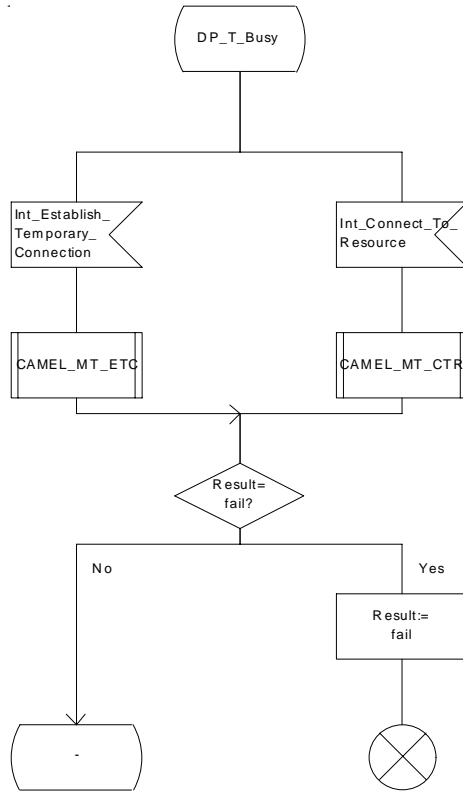 DP_T_Busy
Int_Establish_
Temporary_
Connection
Int_Connect_To_
Resource
CAMEL_MT_ETC
CAMEL_MT_CTR
Result=
fail?
No
Yes
Result:=
fail
-